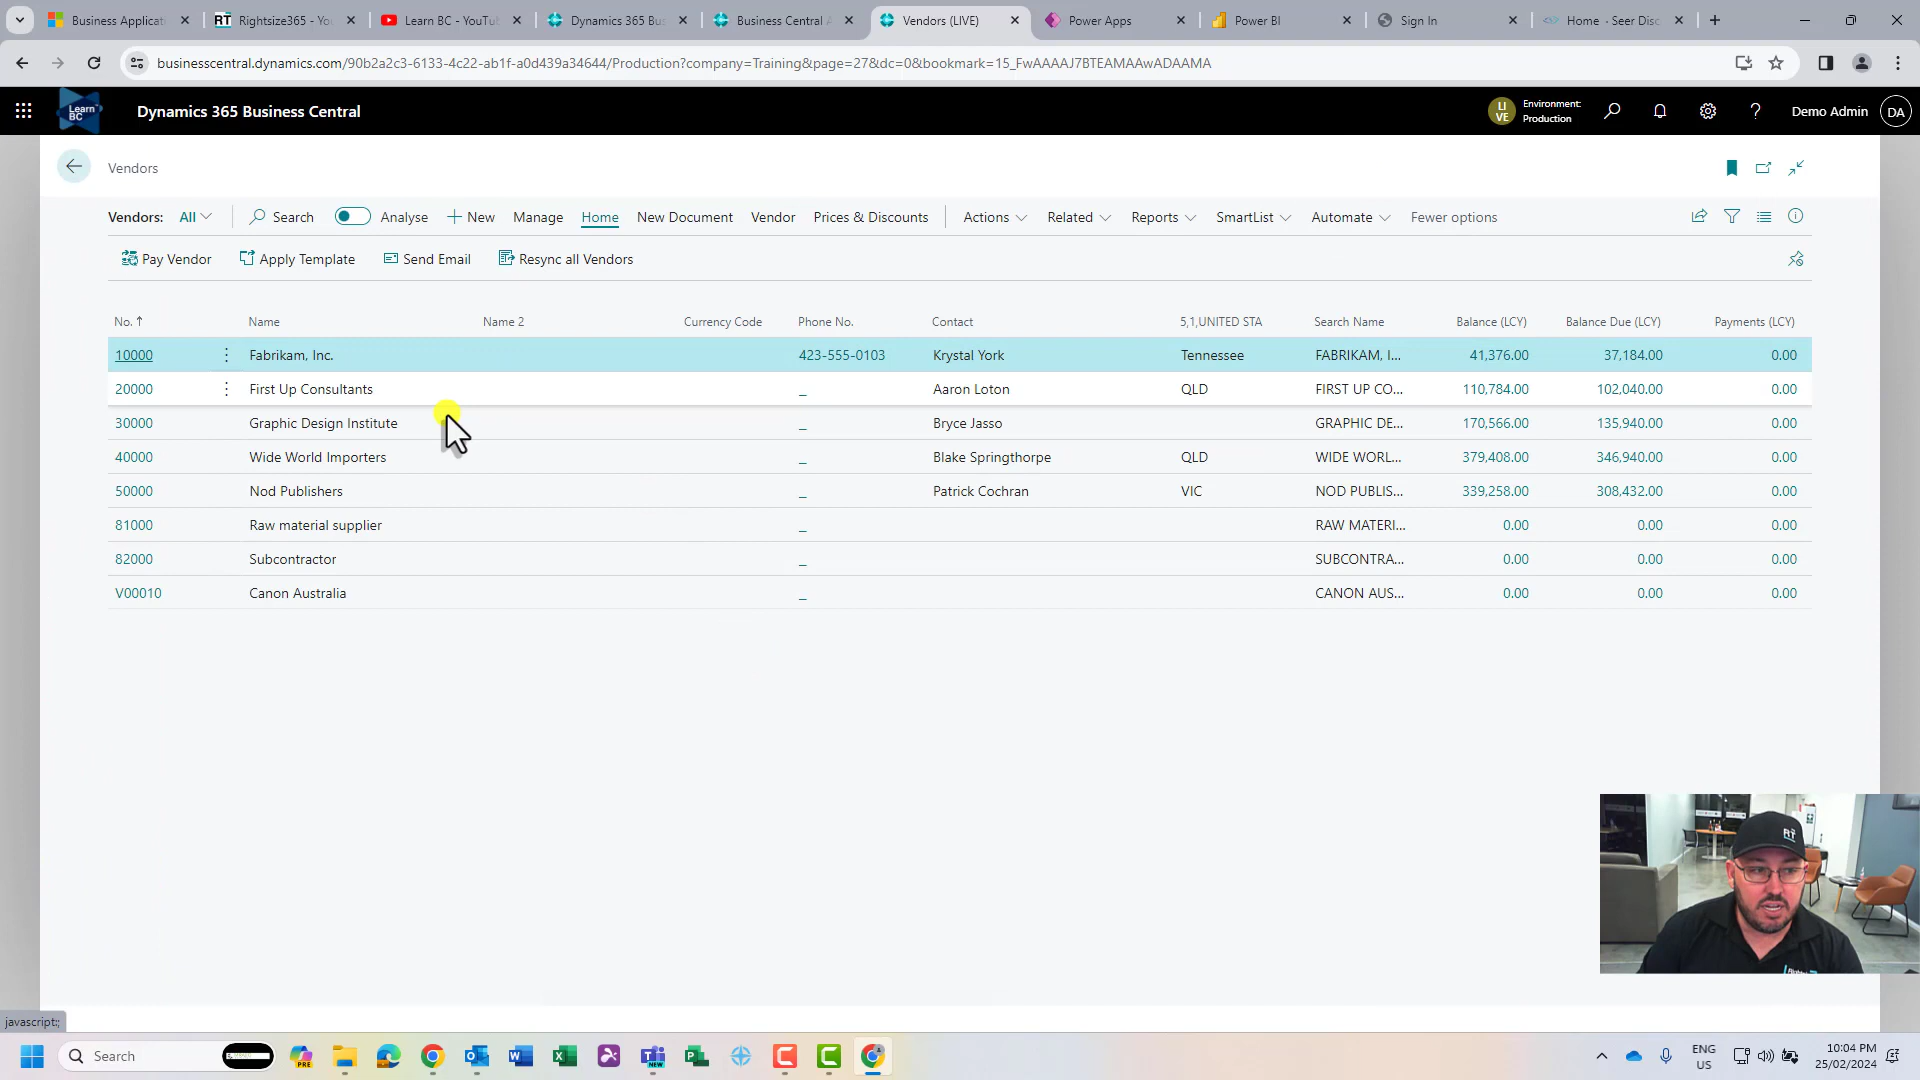 Business Applicati
Rightsize365 - You
Learn BC - YouTub
Dynamics 365 Bus
Business Central A
Vendors (LIVE)
Power Apps
Power BI
Sign In
Home - Seer Disc
businesscentral.dynamics.com/90b2a2c3-6133-4c22-ab1f-a0d439a34644/Production?company=Training&page=27&dc=0&bookmark=15_FwAAAAJ7BTEAMAAwADAAMA
Learn BC
Dynamics 365 Business Central
LIVE
Environment: Production
Demo Admin
DA
Vendors
Vendors: All
Search
Analyse
New
Manage
Home
New Document
Vendor
Prices & Discounts
Actions
Related
Reports
SmartList
Automate
Fewer options
Pay Vendor
Apply Template
Send Email
Resync all Vendors
No. ↑ Name Name 2 Currency Code Phone No. Contact 5,1,UNITED STA Search Name Balance (LCY) Balance Due (LCY) Payments (LCY)
10000 Fabrikam, Inc. 423-555-0103 Krystal York Tennessee FABRIKAM, I... 41,376.00 37,184.00 0.00
20000 First Up Consultants _ Aaron Loton QLD FIRST UP CO... 110,784.00 102,040.00 0.00
30000 Graphic Design Institute _ Bryce Jasso GRAPHIC DE... 170,566.00 135,940.00 0.00
40000 Wide World Importers _ Blake Springthorpe QLD WIDE WORL... 379,408.00 346,940.00 0.00
50000 Nod Publishers _ Patrick Cochran VIC NOD PUBLIS... 339,258.00 308,432.00 0.00
81000 Raw material supplier _ RAW MATERI... 0.00 0.00 0.00
82000 Subcontractor _ SUBCONTRA... 0.00 0.00 0.00
V00010 Canon Australia _ CANON AUS... 0.00 0.00 0.00
RT
javascript:;
Search
PRE
NEW
ENG
US
10:04 PM
25/02/2024